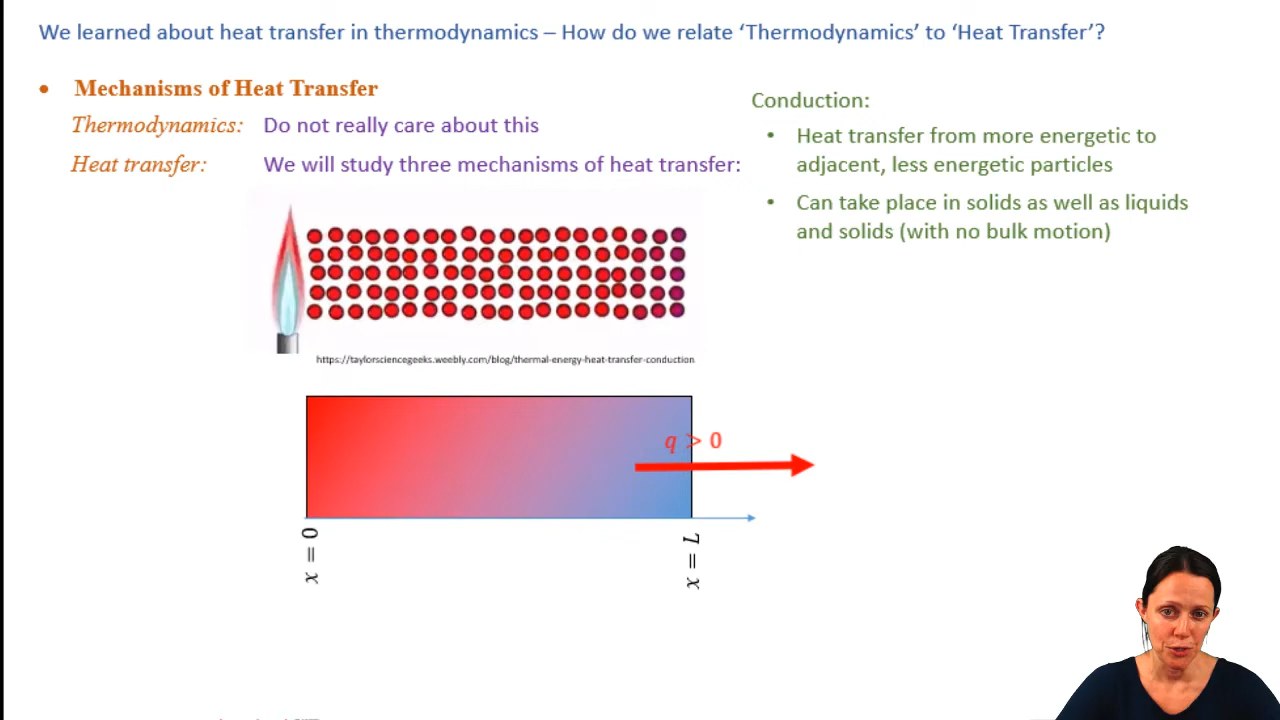 We learned about heat transfer in thermodynamics – How do we relate ‘Thermodynamics’ to ‘Heat Transfer’?
• Mechanisms of Heat Transfer
Thermodynamics: Do not really care about this
Heat transfer: We will study three mechanisms of heat transfer:
Conduction:
• Heat transfer from more energetic to
adjacent, less energetic particles
• Can take place in solids as well as liquids
and solids (with no bulk motion)
https://taylorsciencegeeks.weebly.com/blog/thermal-energy-heat-transfer-conduction
q > 0
x = 0
x = L